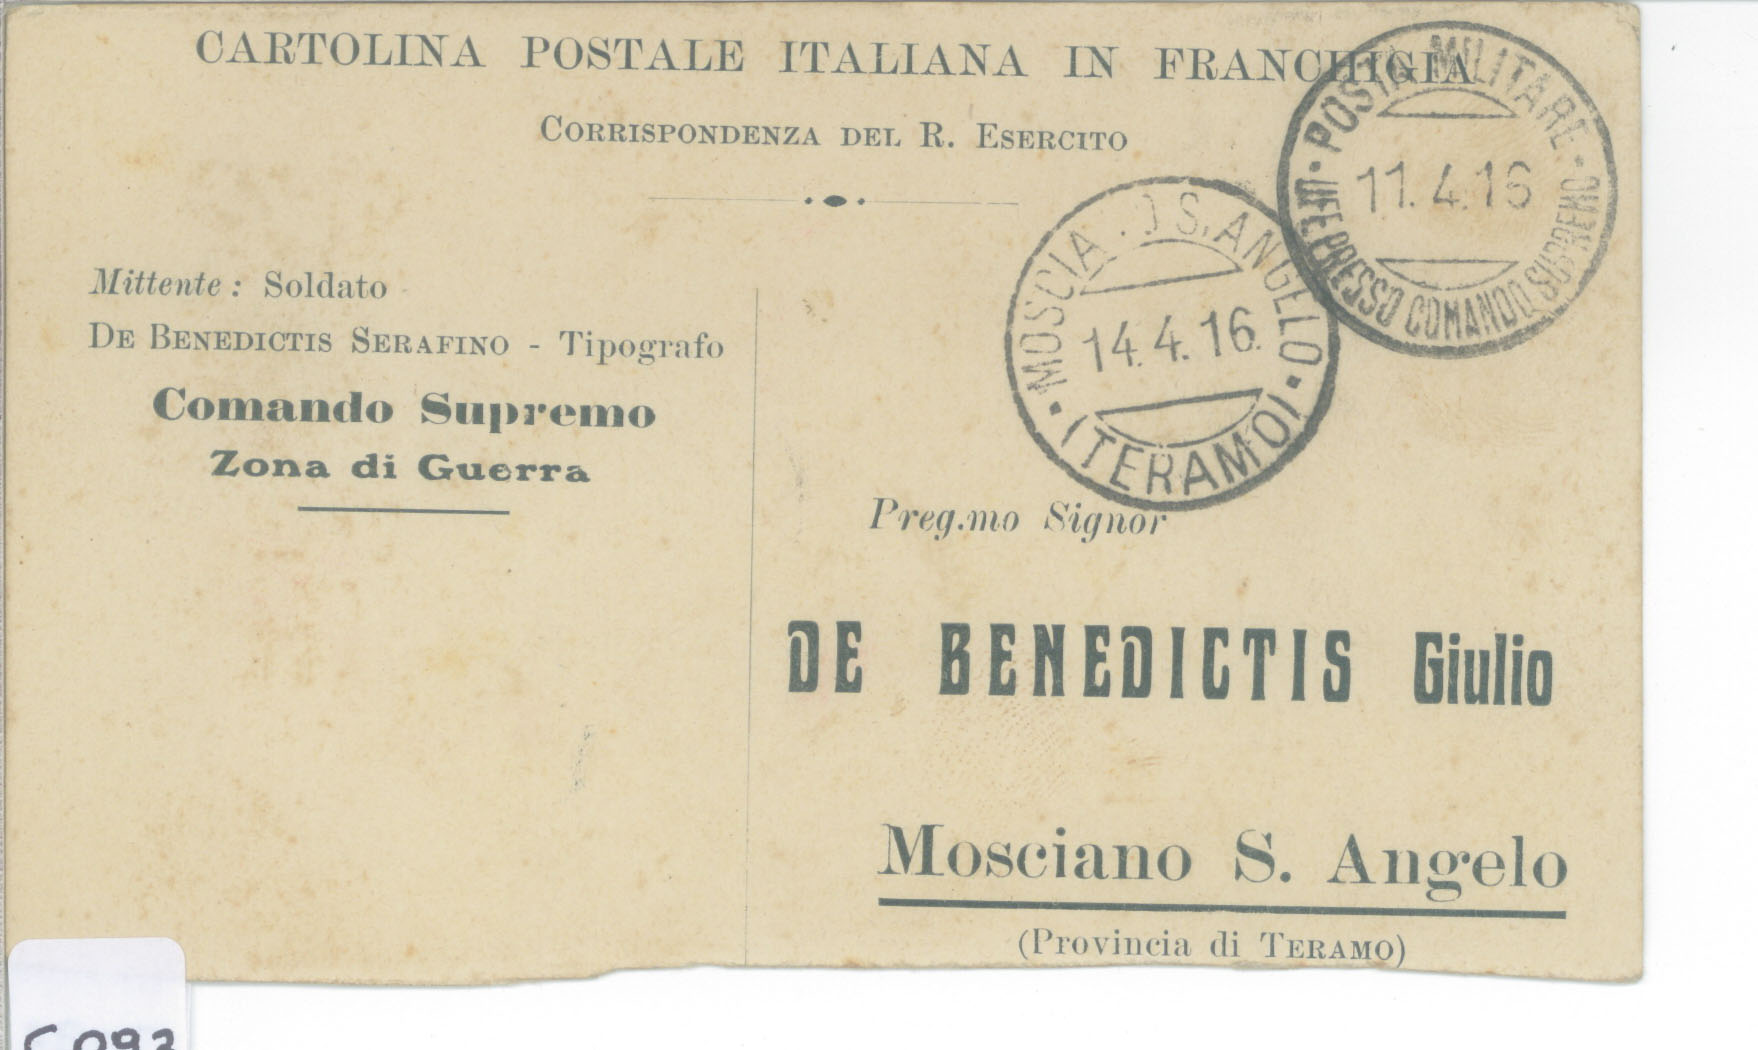 CARTOLINA POSTALE ITALIANA IN FRANCHIGIA
CORRISPONDENZA DEL R. ESERCITO
POSTA MILITARE
11.4.16
PRESSO COMANDO SUPREMO
MOSCIA O S. ANGELO
14.4.16.
(TERAMO)
Mittente: Soldato
DE BENEDICTIS SERAFINO - Tipografo
Comando Supremo
Zona di Guerra
Preg.mo Signor
DE BENEDICTIS Giulio
Mosciano S. Angelo
(Provincia di TERAMO)